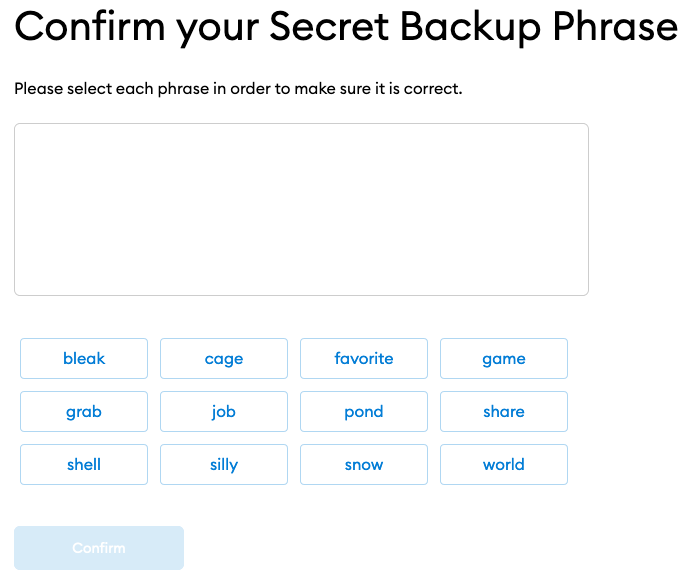 Confirm your Secret Backup Phrase
Please select each phrase in order to make sure it is correct.
bleak cage favorite game
grab job pond share
shell silly snow world
Confirm